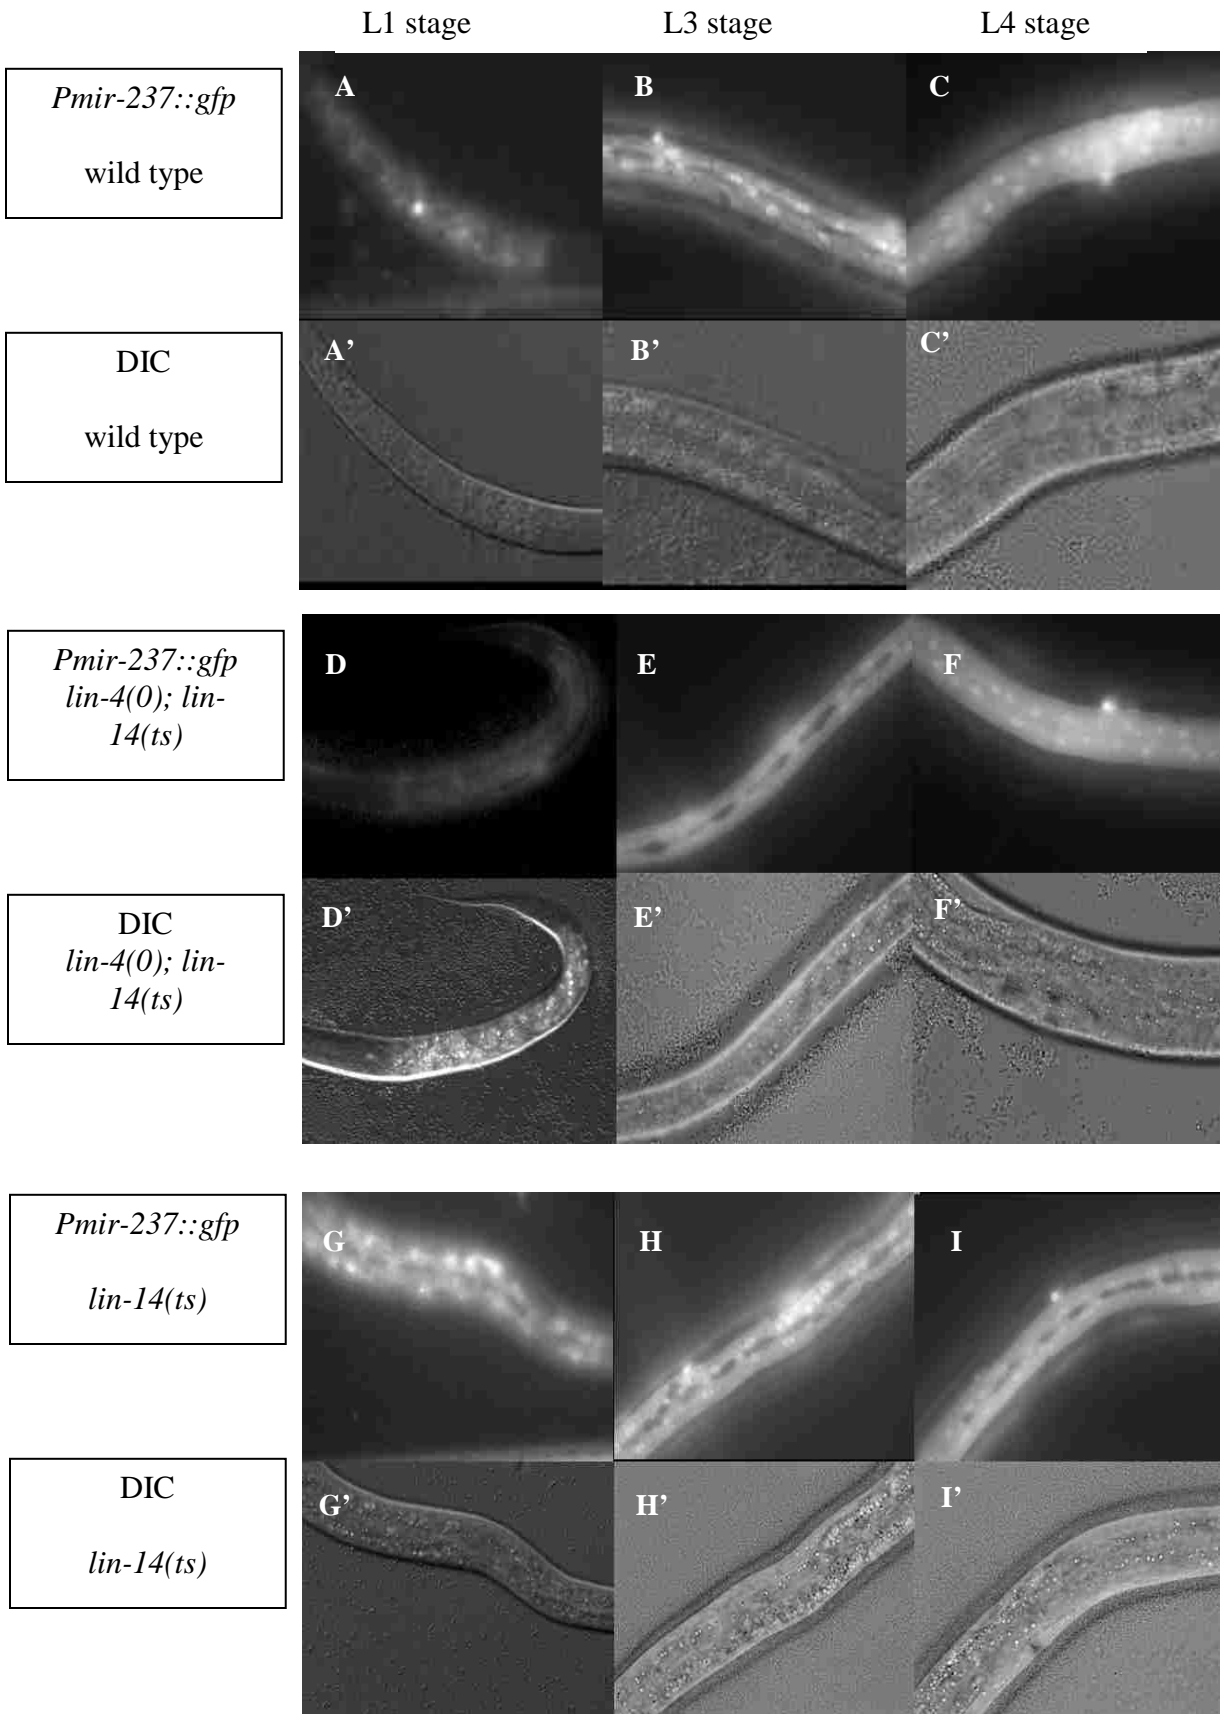 L1 stage L3 stage L4 stage
Pmir-237::gfp
wild type
A B C
DIC
wild type
A’ B’ C’
Pmir-237::gfp
lin-4(0); lin-
14(ts)
D E F
DIC
lin-4(0); lin-
14(ts)
D’ E’ F’
Pmir-237::gfp
lin-14(ts)
G H I
DIC
lin-14(ts)
G’ H’ I’